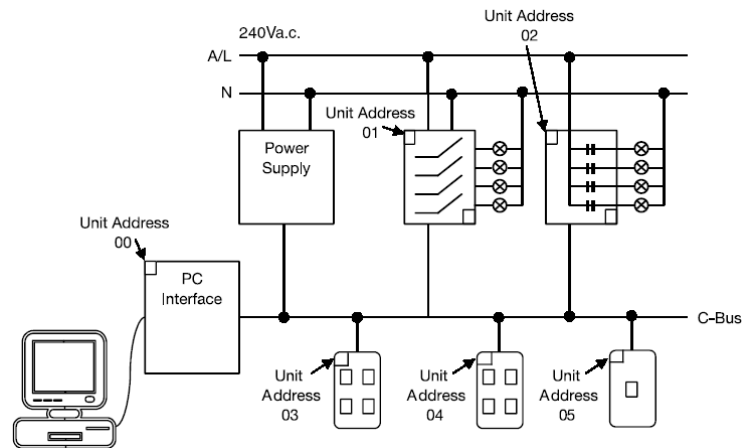 Unit Address
02
240Va.c.
A/L
N
Unit Address
01
Power
Supply
Unit Address
00
PC
Interface
C-Bus
Unit
Address
03
Unit
Address
04
Unit
Address
05